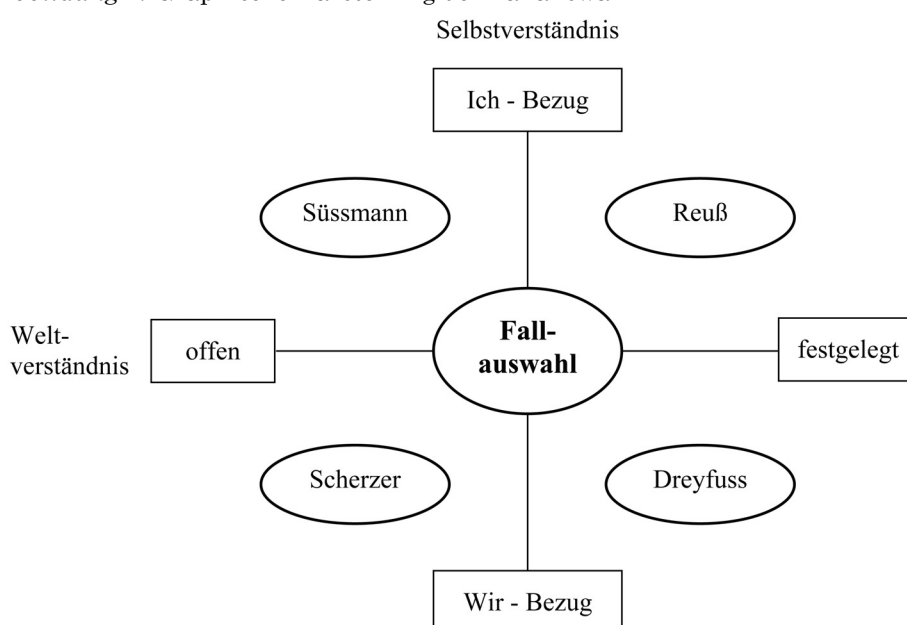 Selbstverständnis
Ich - Bezug
Süssmann
Reuß
Welt-
verständnis
offen
Fall-
auswahl
festgelegt
Scherzer
Dreyfuss
Wir - Bezug